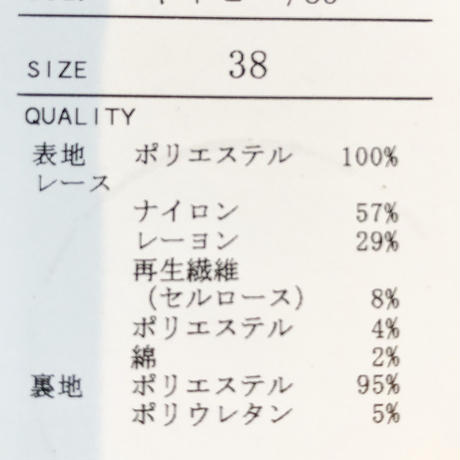 SIZE 38
QUALITY
表地 ポリエステル 100%
レース
ナイロン 57%
レーヨン 29%
再生繊維
(セルロース) 8%
ポリエステル 4%
綿 2%
裏地 ポリエステル 95%
ポリウレタン 5%